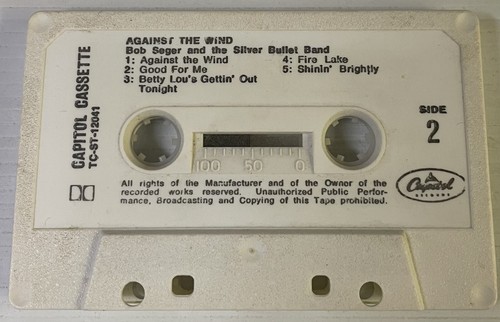 AGAINST THE WIND
Bob Seger and the Silver Bullet Band
1: Against the Wind
2: Good For Me
3: Betty Lou's Gettin' Out
Tonight
4: Fire Lake
5: Shinin' Brightly
CAPITOL CASSETTE
TC-ST-12041
SIDE
2
100 50 0
All rights of the Manufacturer and of the Owner of the
recorded works reserved. Unauthorized Public Perfor-
mance, Broadcasting and Copying of this Tape prohibited.
Capitol
RECORDS